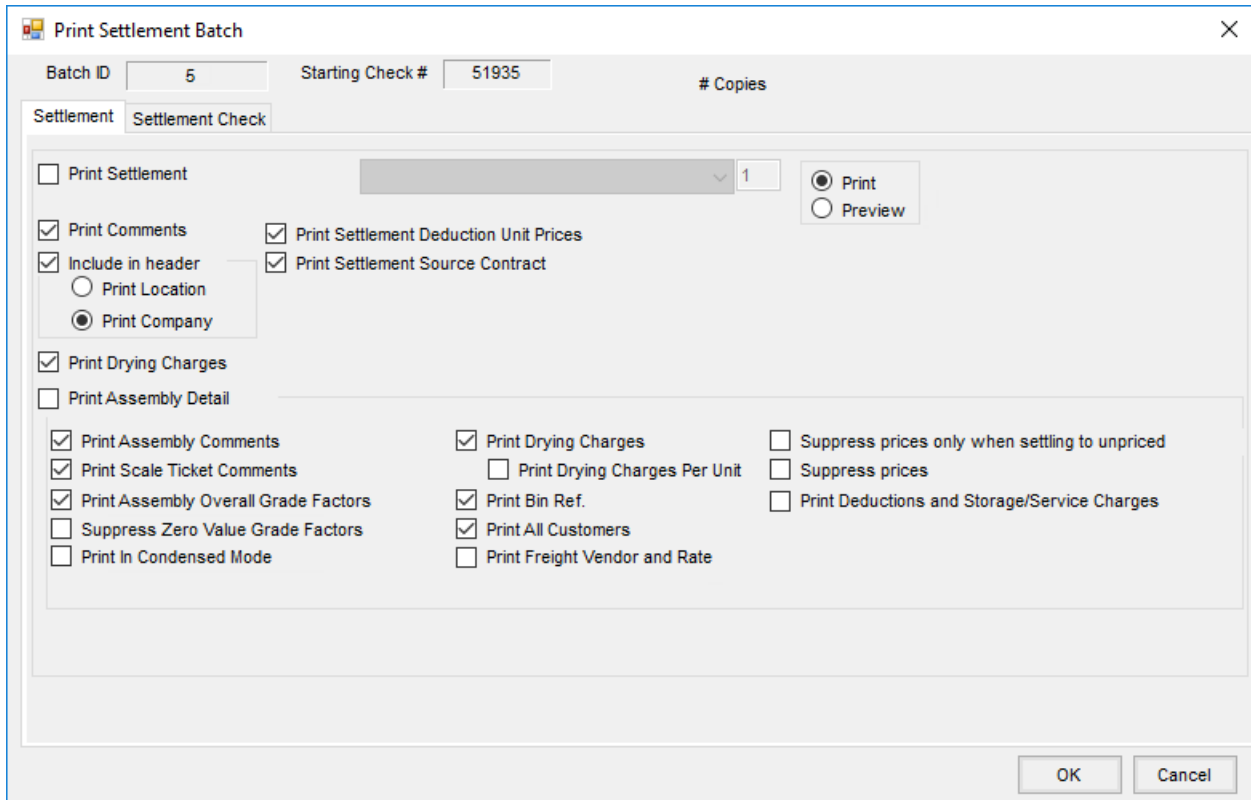 Print Settlement Batch
Batch ID 5 Starting Check # 51935 # Copies
Settlement Settlement Check
Print Settlement 1 Print
Preview
Print Comments Print Settlement Deduction Unit Prices
Include in header Print Settlement Source Contract
Print Location
Print Company
Print Drying Charges
Print Assembly Detail
Print Assembly Comments Print Drying Charges Suppress prices only when settling to unpriced
Print Scale Ticket Comments Print Drying Charges Per Unit Suppress prices
Print Assembly Overall Grade Factors Print Bin Ref. Print Deductions and Storage/Service Charges
Suppress Zero Value Grade Factors Print All Customers
Print In Condensed Mode Print Freight Vendor and Rate
OK Cancel